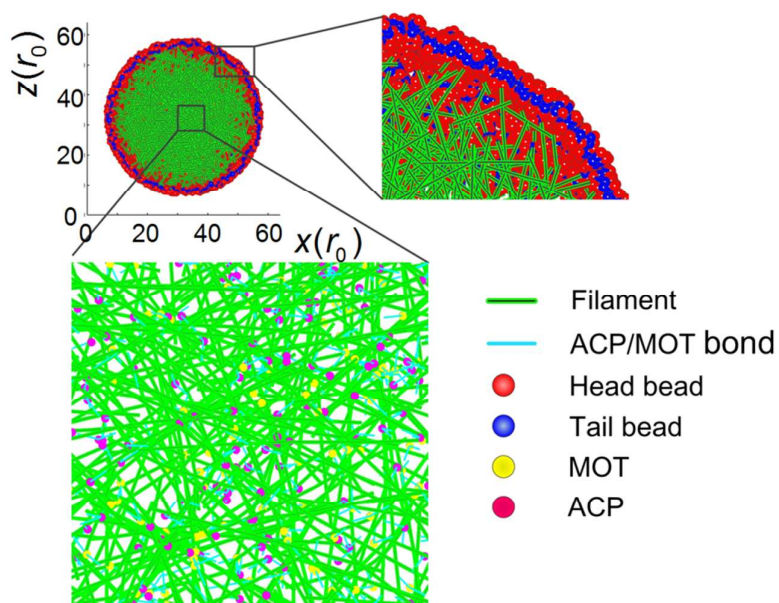 z(r0)
60
40
20
0
0 20 40 60
x(r0)
Filament
ACP/MOT bond
Head bead
Tail bead
MOT
ACP